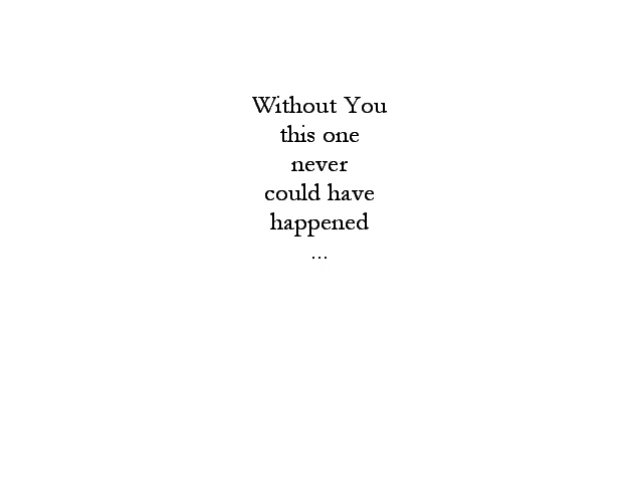 Without You
this one
never
could have
happened
...